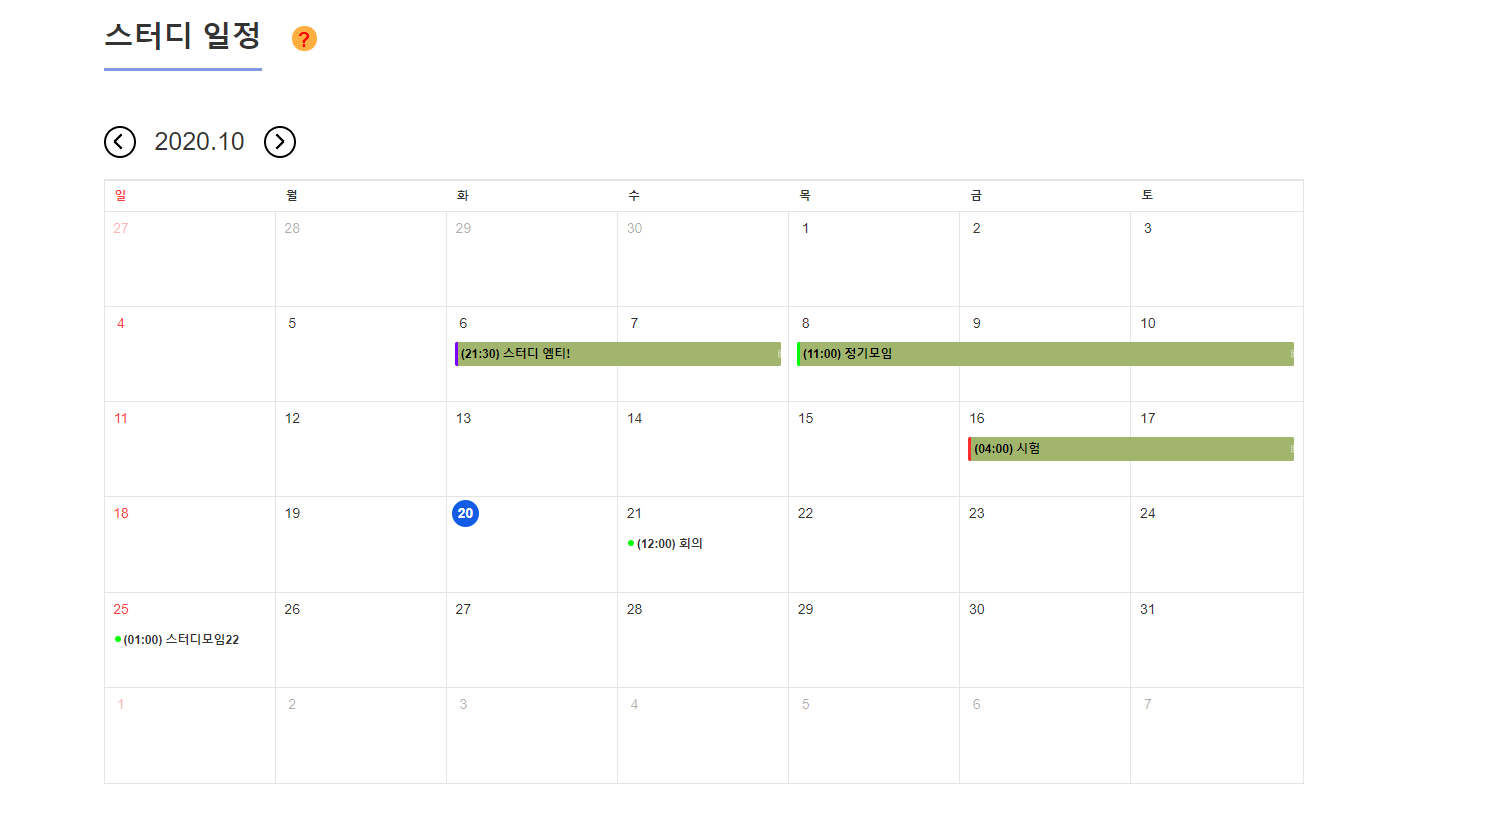 스터디 일정 ?
2020.10
일 월 화 수 목 금 토
27 28 29 30 1 2 3
4 5 6 7 8 9 10
(21:30) 스터디 엠티! (11:00) 정기모임
11 12 13 14 15 16 17
(04:00) 시험
18 19 20 21 22 23 24
(12:00) 회의
25 26 27 28 29 30 31
(01:00) 스터디모임22
1 2 3 4 5 6 7